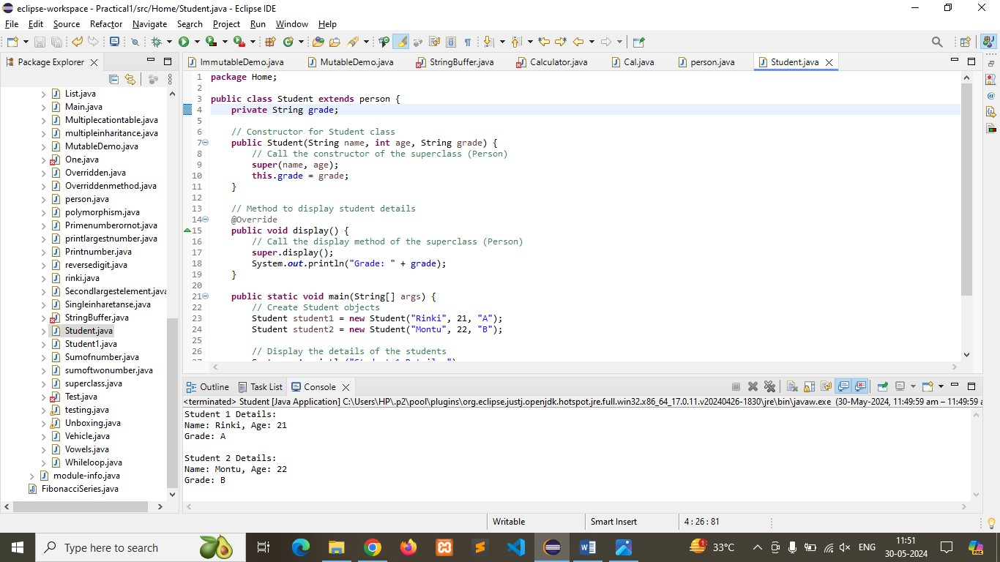 eclipse-workspace - Practical1/src/Home/Student.java - Eclipse IDE
File Edit Source Refactor Navigate Search Project Run Window Help
Package Explorer
ImmutableDemo.java MutableDemo.java StringBuffer.java Calculator.java Cal.java person.java Student.java
List.java
Main.java
Multiplecationtable.java
multipleinharitance.java
MutableDemo.java
One.java
Overridden.java
Overriddenmethod.java
person.java
polymorphism.java
Primenumberornot.java
printlargestnumber.java
Printnumber.java
reversedigit.java
rinki.java
Secondlargestelement.java
Singleinharetanse.java
StringBuffer.java
Student.java
Student1.java
Sumofnumber.java
sumoftwonumber.java
superclass.java
Test.java
testing.java
Unboxing.java
Vehicle.java
Vowels.java
Whileloop.java
module-info.java
FibonacciSeries.java
1 package Home;
2
3 public class Student extends person {
4 private String grade;
5
6 // Constructor for Student class
7 public Student(String name, int age, String grade) {
8 // Call the constructor of the superclass (Person)
9 super(name, age);
10 this.grade = grade;
11 }
12
13 // Method to display student details
14 @Override
15 public void display() {
16 // Call the display method of the superclass (Person)
17 super.display();
18 System.out.println("Grade: " + grade);
19 }
20
21 public static void main(String[] args) {
22 // Create Student objects
23 Student student1 = new Student("Rinki", 21, "A");
24 Student student2 = new Student("Montu", 22, "B");
25
26 // Display the details of the students
Outline Task List Console
<terminated> Student [Java Application] C:\Users\HP\.p2\pool\plugins\org.eclipse.justj.openjdk.hotspot.jre.full.win32.x86_64_17.0.11.v20240426-1830\jre\bin\javaw.exe (30-May-2024, 11:49:59 am – 11:49:59 a
Student 1 Details:
Name: Rinki, Age: 21
Grade: A
Student 2 Details:
Name: Montu, Age: 22
Grade: B
Writable Smart Insert 4 : 26 : 81
Type here to search
1 33°C ENG 11:51
30-05-2024
PRE